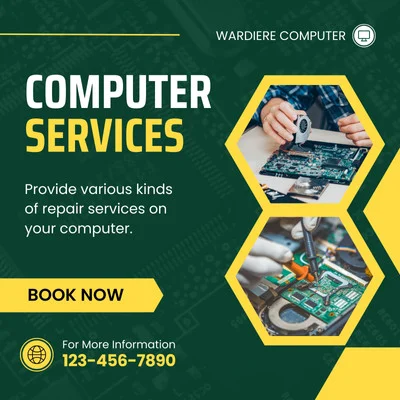 WARDIERE COMPUTER
COMPUTER
SERVICES
Provide various kinds
of repair services on
your computer.
BOOK NOW
For More Information
123-456-7890